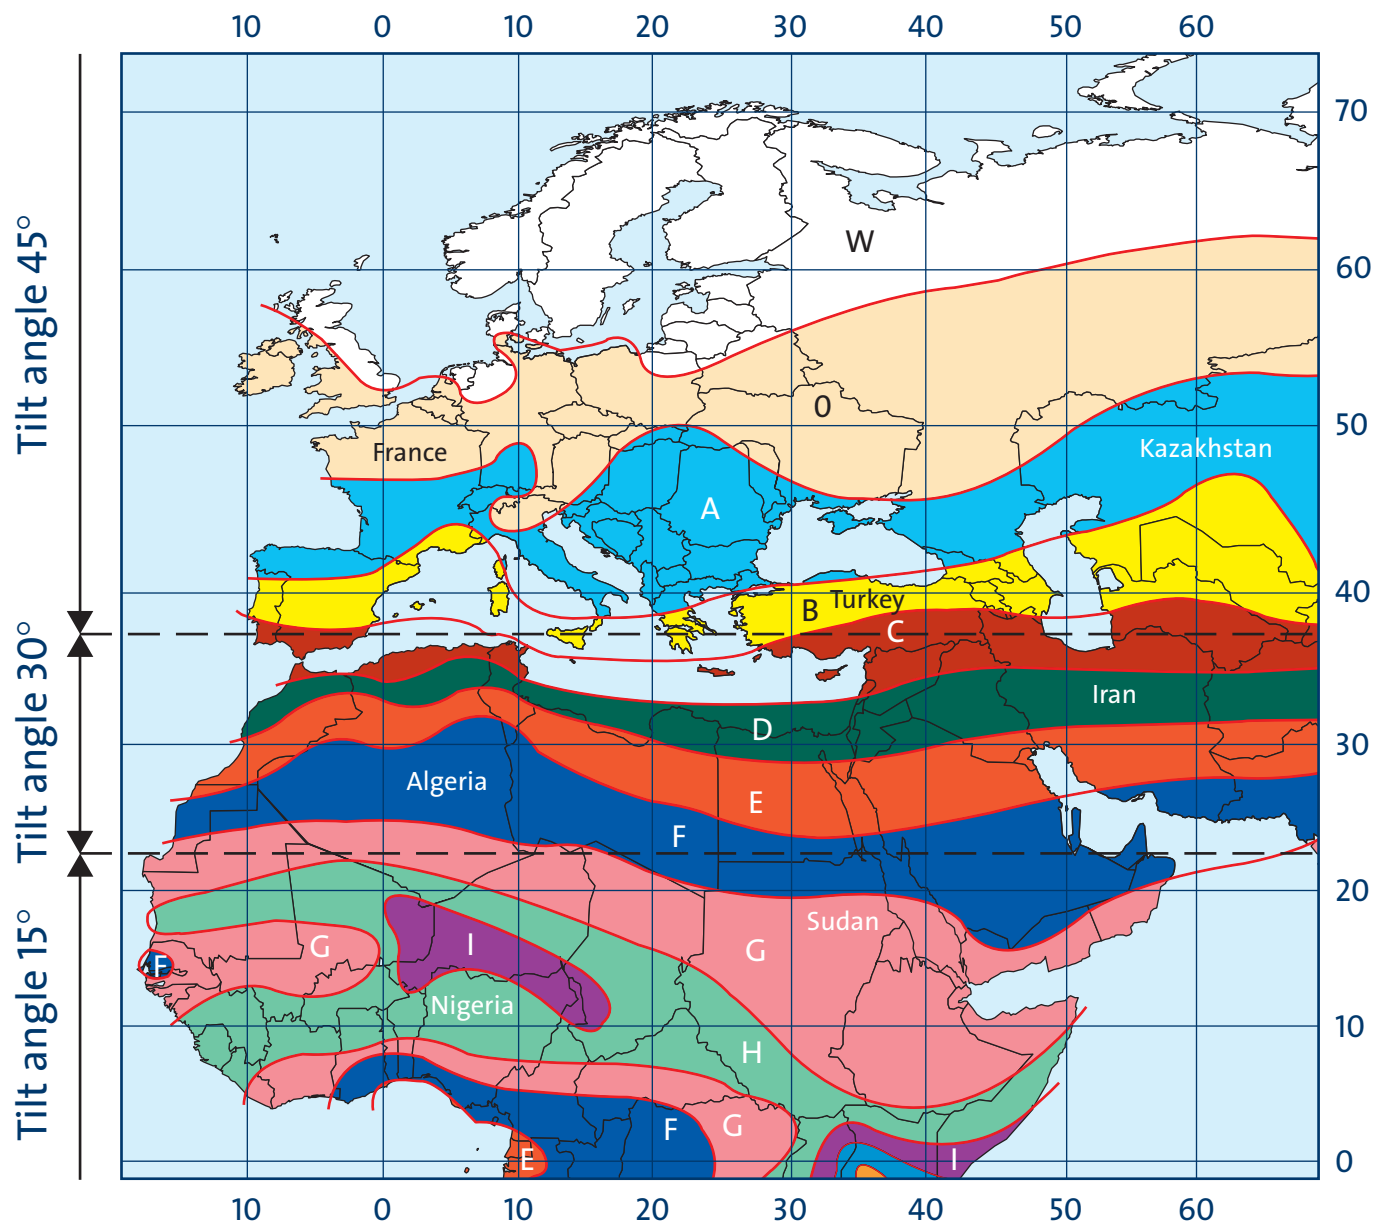 10 0 10 20 30 40 50 60
70
W
60
Tilt angle 45°
0
50
France
Kazakhstan
A
40
B Turkey
C
Iran
D
30
Tilt angle 30°
Algeria
E
F
20
Sudan
G
I
G
F
Nigeria
10
Tilt angle 15°
H
F
G
E
I
0
10 0 10 20 30 40 50 60